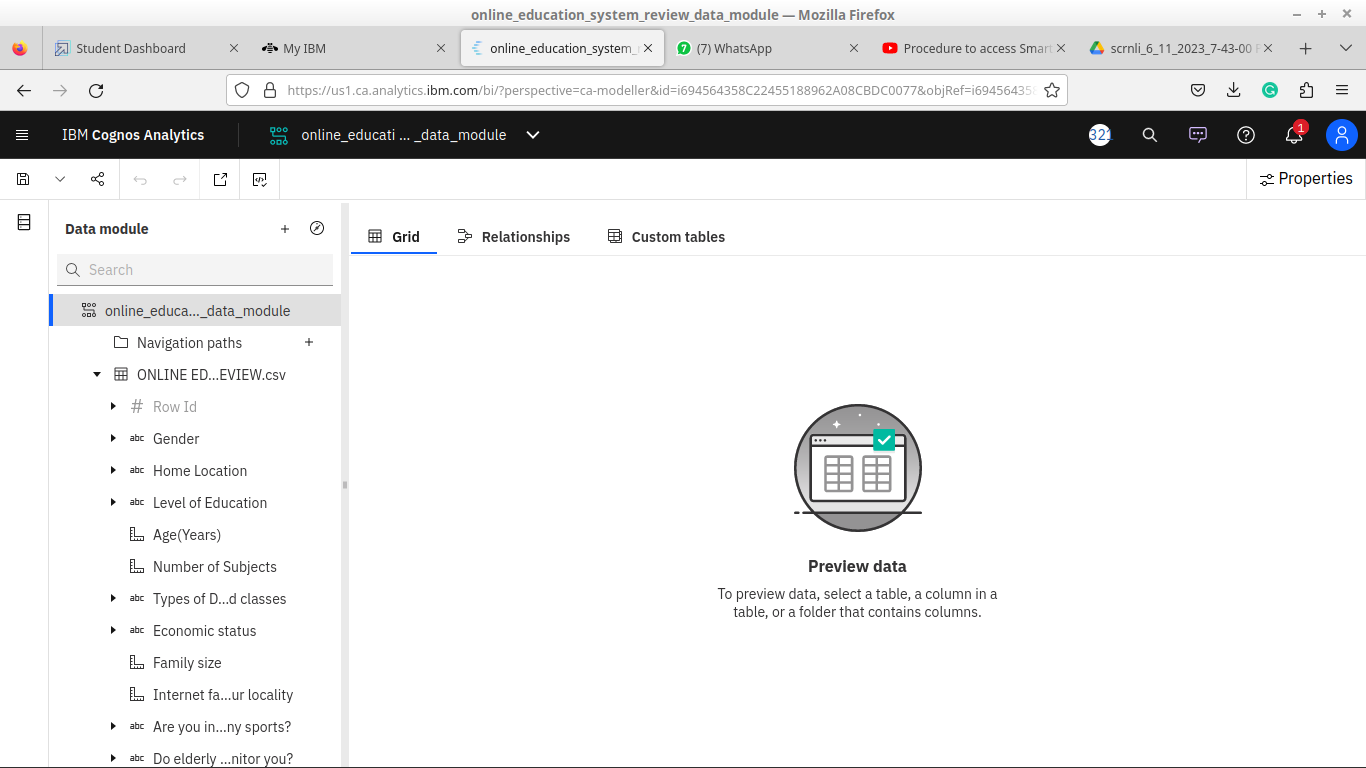 online_education_system_review_data_module — Mozilla Firefox
Student Dashboard
My IBM
online_education_system_
(7) WhatsApp
Procedure to access Smar
scrnli_6_11_2023_7-43-00
https://us1.ca.analytics.ibm.com/bi/?perspective=ca-modeller&id=i694564358C22455188962A08CBDC0077&objRef=i69456435
IBM Cognos Analytics
online_educati ... _data_module
321
1
Properties
Data module
Search
online_educa..._data_module
Navigation paths
ONLINE ED...EVIEW.csv
# Row Id
abc Gender
abc Home Location
abc Level of Education
Age(Years)
Number of Subjects
abc Types of D...d classes
abc Economic status
Family size
Internet fa...ur locality
abc Are you in...ny sports?
abc Do elderly ...nitor you?
Grid
Relationships
Custom tables
Preview data
To preview data, select a table, a column in a
table, or a folder that contains columns.